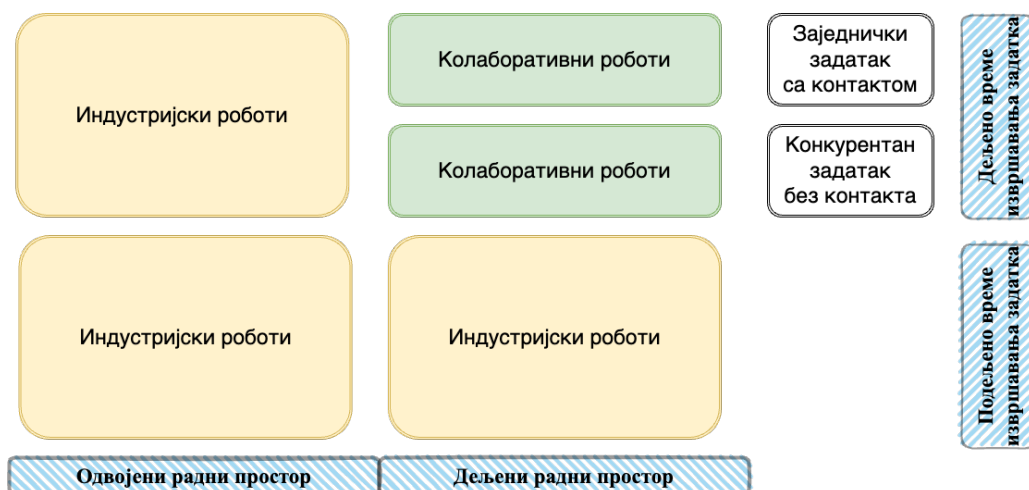 Индустријски роботи
Колаборативни роботи
Заједнички
задатак
са контактом
Колаборативни роботи
Конкурентан
задатак
без контакта
Дељено време
извршавања задатка
Индустријски роботи
Индустријски роботи
Подељено време
извршавања задатка
Одвојени радни простор
Дељени радни простор